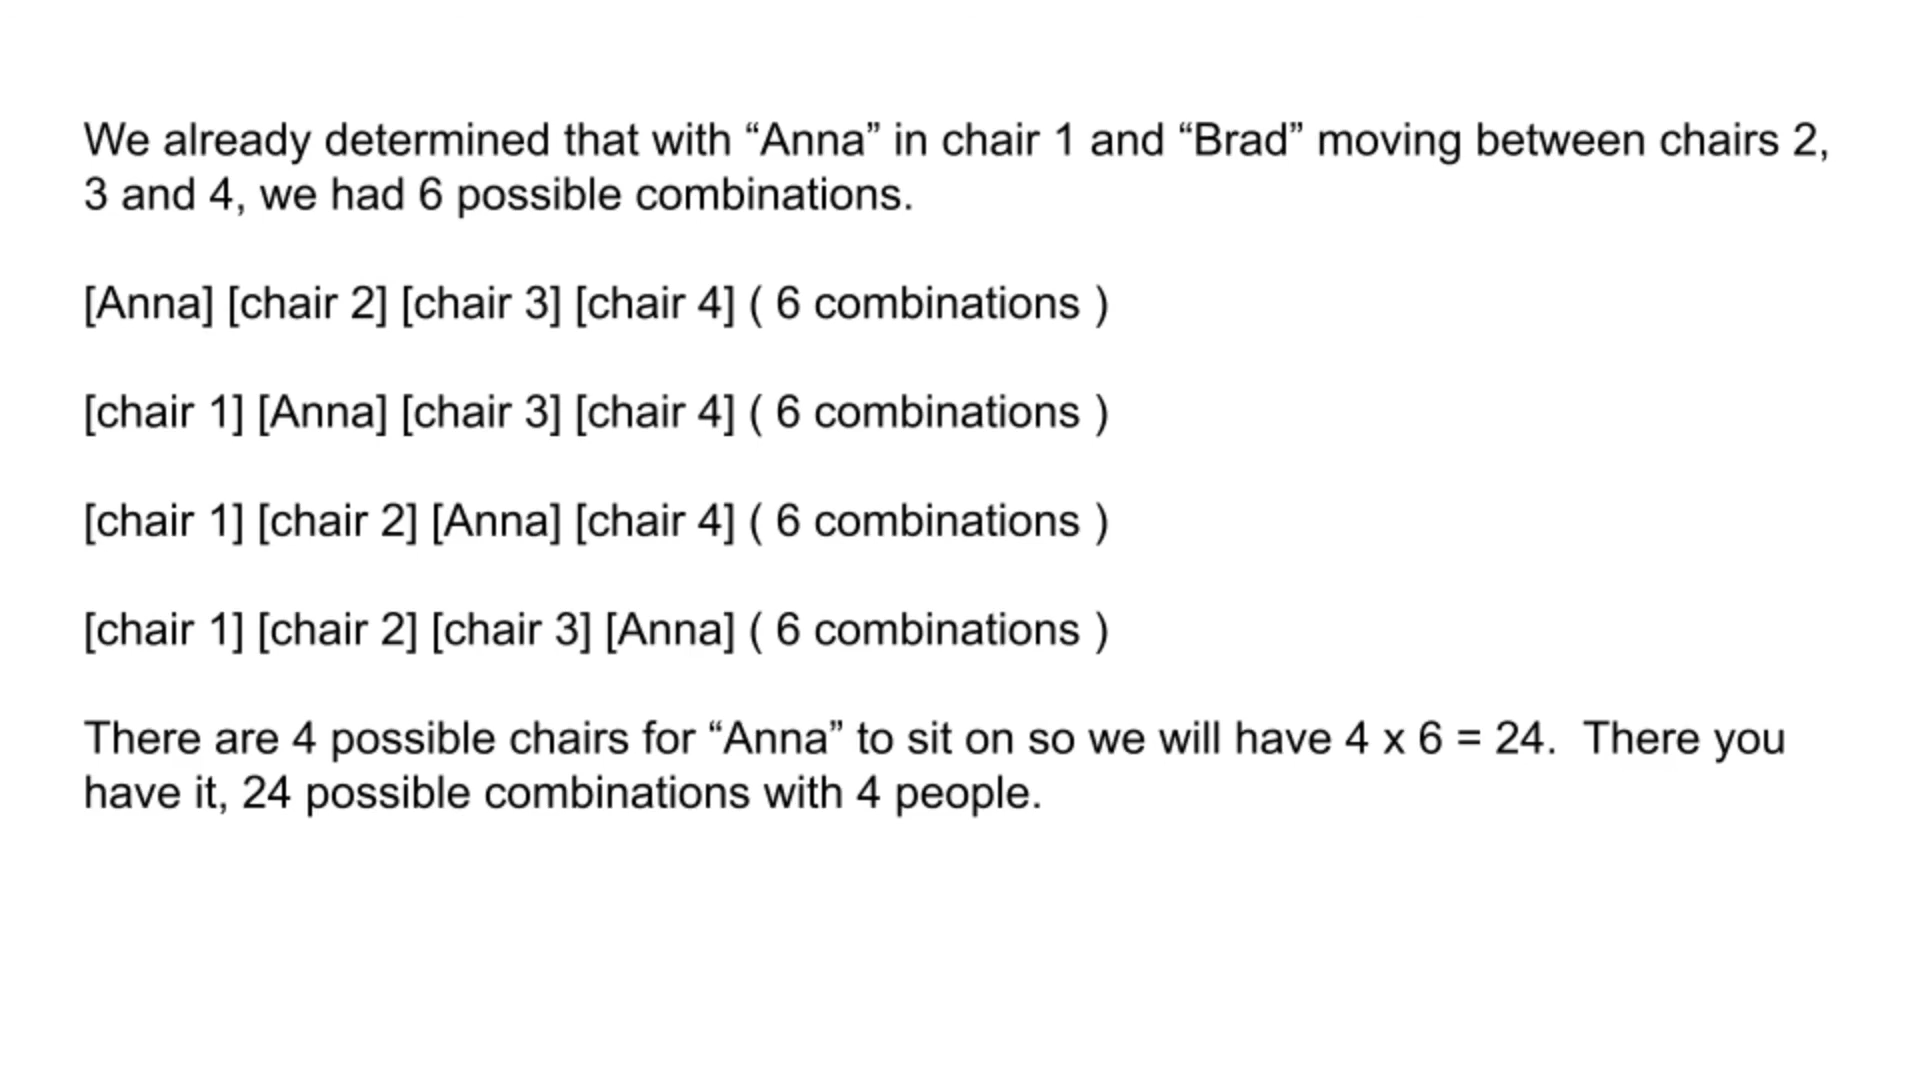 We already determined that with “Anna” in chair 1 and “Brad” moving between chairs 2,
3 and 4, we had 6 possible combinations.
[Anna] [chair 2] [chair 3] [chair 4] ( 6 combinations )
[chair 1] [Anna] [chair 3] [chair 4] ( 6 combinations )
[chair 1] [chair 2] [Anna] [chair 4] ( 6 combinations )
[chair 1] [chair 2] [chair 3] [Anna] ( 6 combinations )
There are 4 possible chairs for “Anna” to sit on so we will have 4 x 6 = 24.  There you
have it, 24 possible combinations with 4 people.